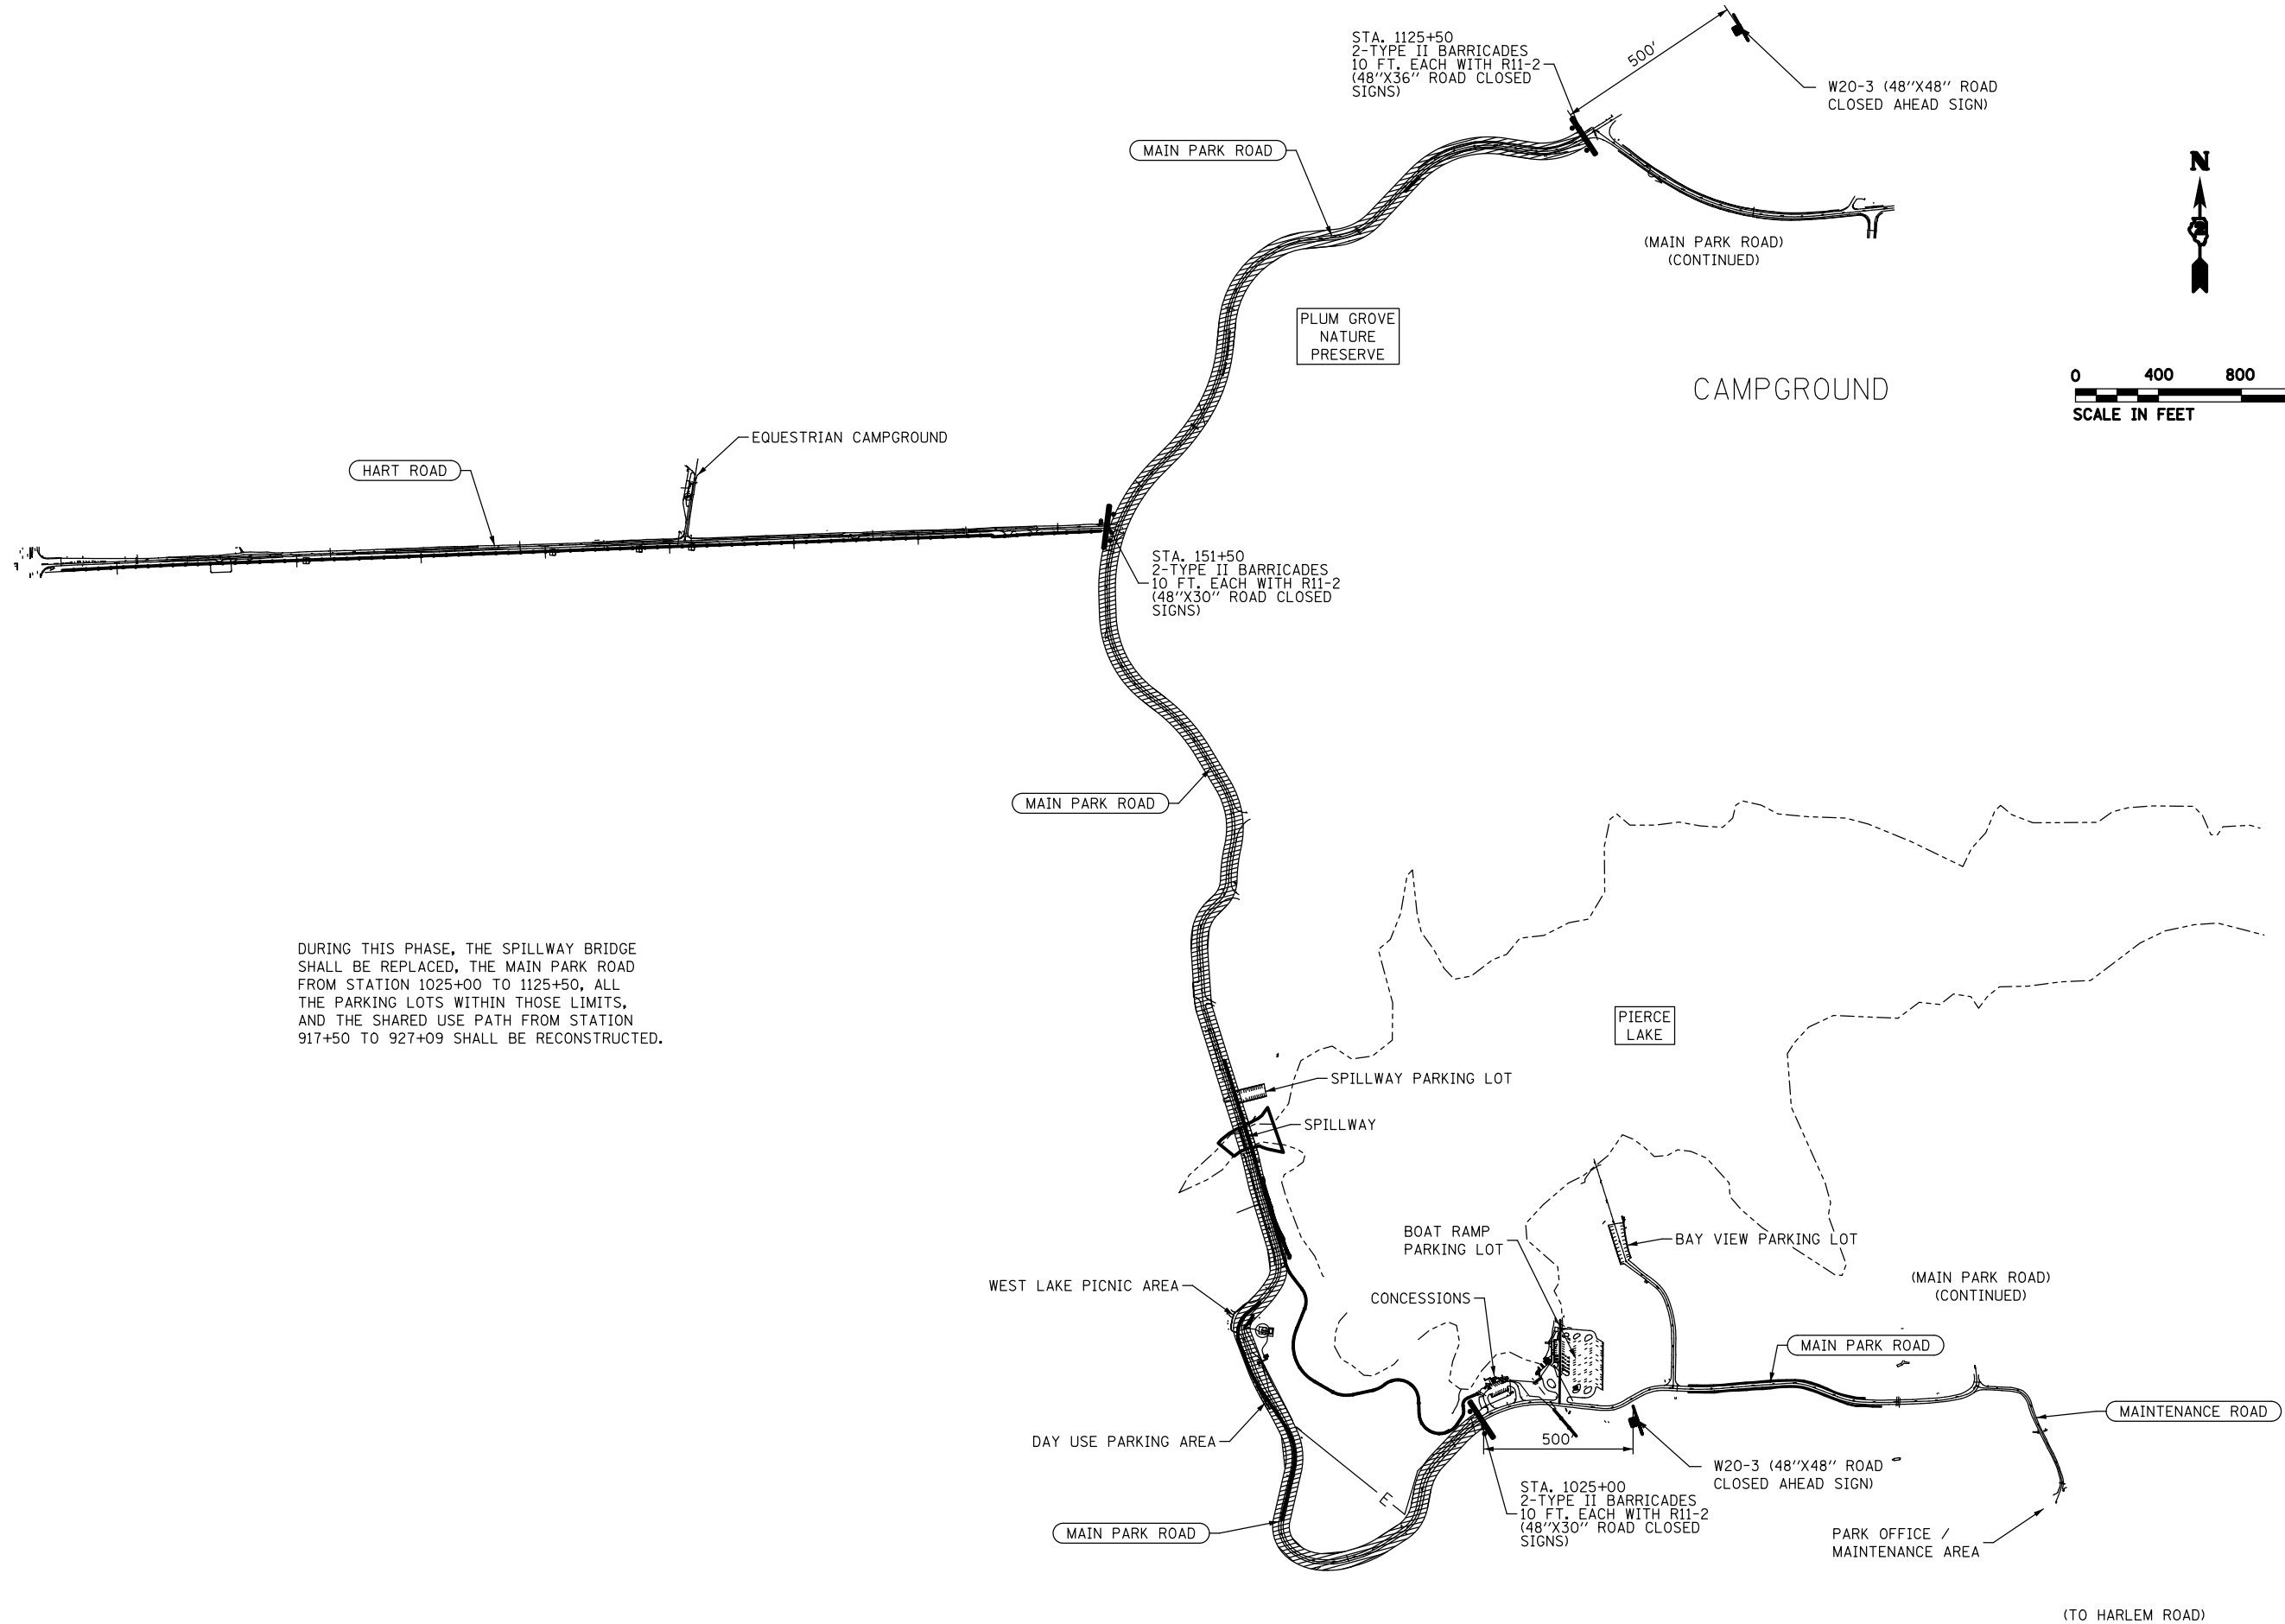 STA. 1125+50
2-TYPE II BARRICADES
10 FT. EACH WITH R11-2
(48"X36" ROAD CLOSED
SIGNS)
500'
W20-3 (48"X48" ROAD
CLOSED AHEAD SIGN)
MAIN PARK ROAD
N
(MAIN PARK ROAD)
(CONTINUED)
PLUM GROVE
NATURE
PRESERVE
CAMPGROUND
0 400 800
SCALE IN FEET
EQUESTRIAN CAMPGROUND
HART ROAD
STA. 151+50
2-TYPE II BARRICADES
10 FT. EACH WITH R11-2
(48"X30" ROAD CLOSED
SIGNS)
MAIN PARK ROAD
DURING THIS PHASE, THE SPILLWAY BRIDGE
SHALL BE REPLACED, THE MAIN PARK ROAD
FROM STATION 1025+00 TO 1125+50, ALL
THE PARKING LOTS WITHIN THOSE LIMITS,
AND THE SHARED USE PATH FROM STATION
917+50 TO 927+09 SHALL BE RECONSTRUCTED.
PIERCE
LAKE
SPILLWAY PARKING LOT
SPILLWAY
BOAT RAMP
PARKING LOT
BAY VIEW PARKING LOT
WEST LAKE PICNIC AREA
CONCESSIONS
(MAIN PARK ROAD)
(CONTINUED)
MAIN PARK ROAD
MAINTENANCE ROAD
DAY USE PARKING AREA
500'
W20-3 (48"X48" ROAD
CLOSED AHEAD SIGN)
E
STA. 1025+00
2-TYPE II BARRICADES
10 FT. EACH WITH R11-2
(48"X30" ROAD CLOSED
SIGNS)
MAIN PARK ROAD
PARK OFFICE /
MAINTENANCE AREA
(TO HARLEM ROAD)